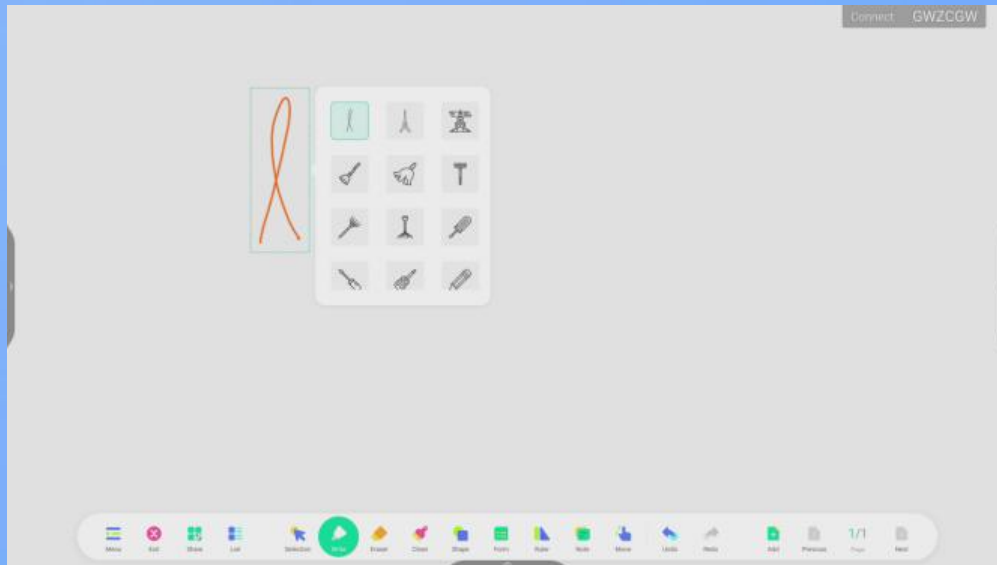 Connect GWZCGW
Menu Exit Share List Selection Write Eraser Clean Shape Form Ruler Note Move Undo Redo Add Previous 1/1 Page Next